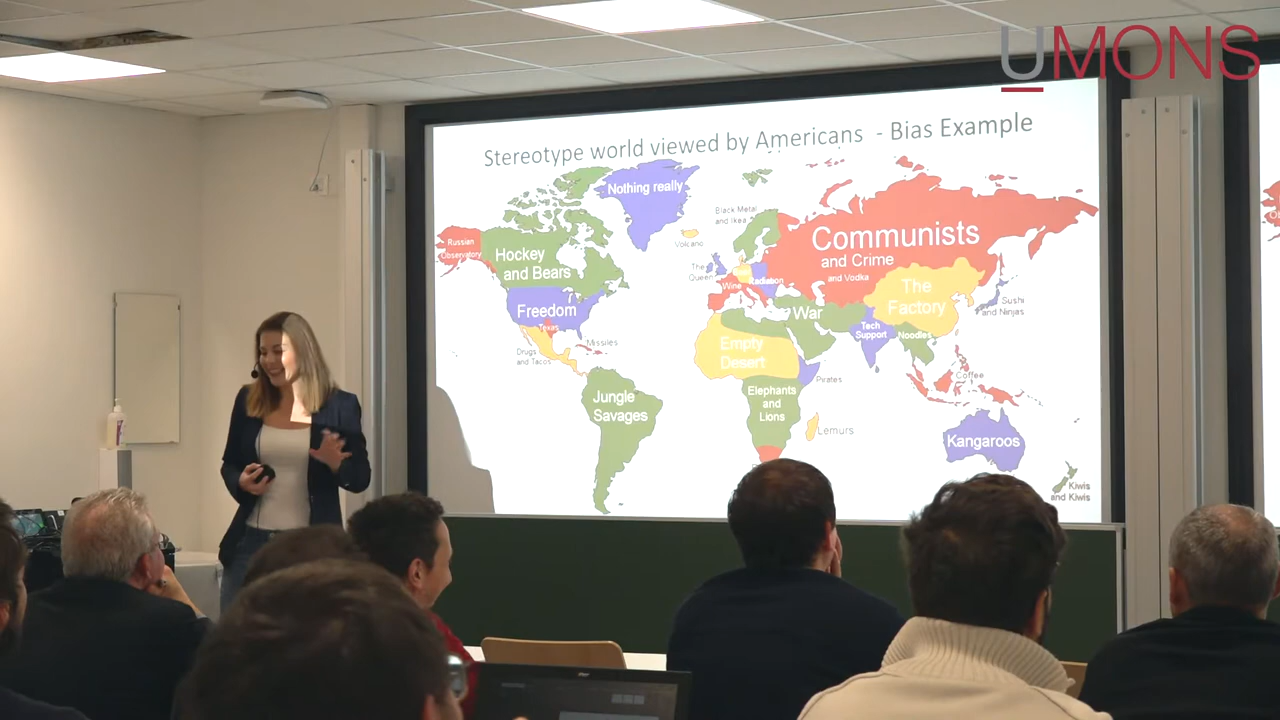 UMONS
Stereotype world viewed by Americans - Bias Example
Nothing really
Black Metal
and Ikea
Volcano
Russian
Observatory
Hockey
and Bears
Communists
and Crime
and Vodka
The
Queen
Wine
Radiation
The
Factory
Freedom
Texas
War
Sushi
and Ninjas
Tech
Support
Noodles
Missiles
Drugs
and Tacos
Empty
Desert
Pirates
Coffee
Jungle
Savages
Elephants
and
Lions
Lemurs
Kangaroos
Kiwis
and Kiwis